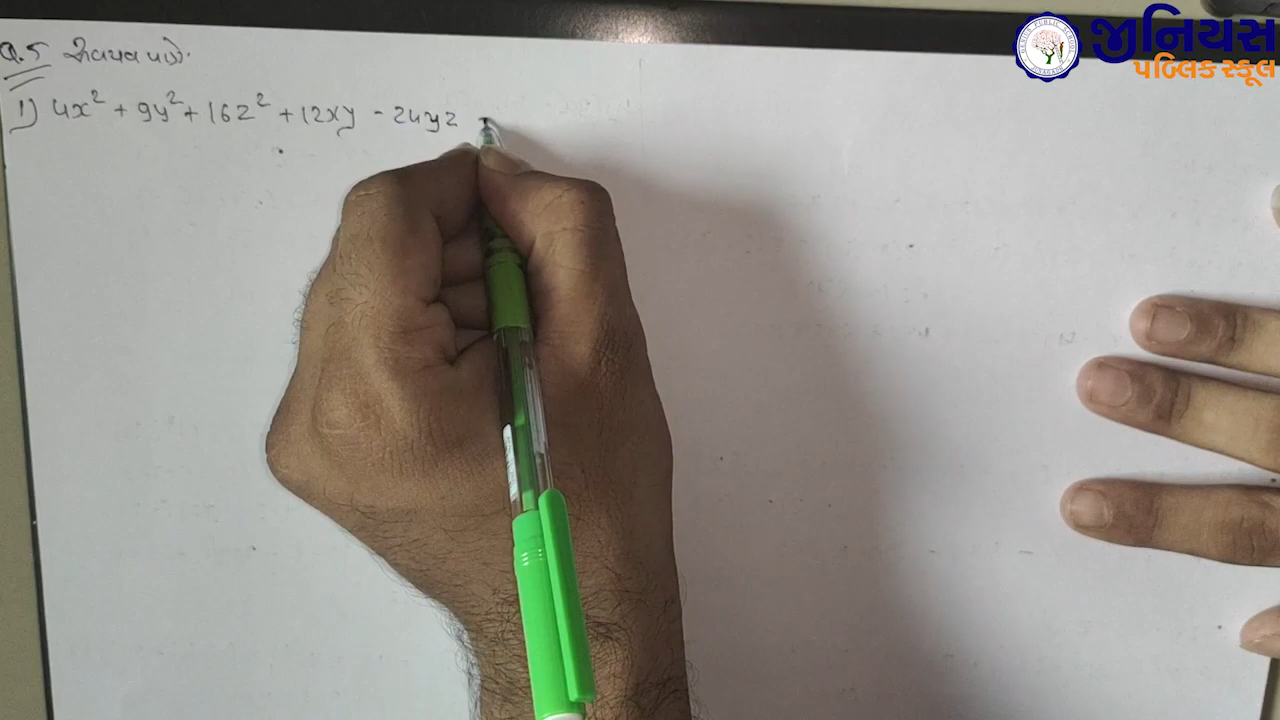 જીનિયસ
પબ્લિક સ્કૂલ
Q.5 અવયવ પાડો.
1) 4x² + 9y² + 16z² + 12xy - 24yz